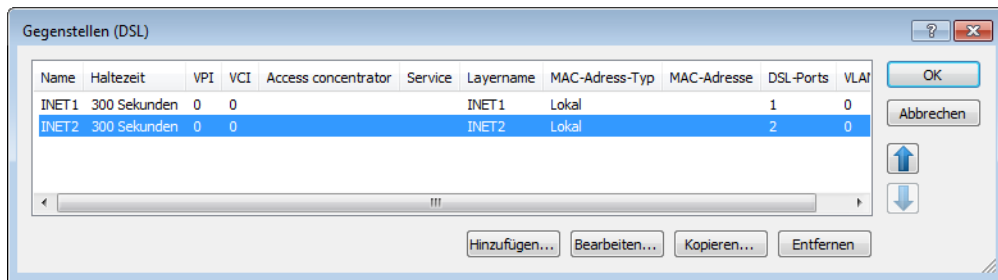 Gegenstellen (DSL)
Name Haltezeit VPI VCI Access concentrator Service Layername MAC-Adress-Typ MAC-Adresse DSL-Ports
INET1 300 Sekunden 0 0 INET1 Lokal 1 0
INET2 300 Sekunden 0 0 INET2 Lokal 2 0
OK
Abbrechen
Hinzufügen... Bearbeiten... Kopieren... Entfernen